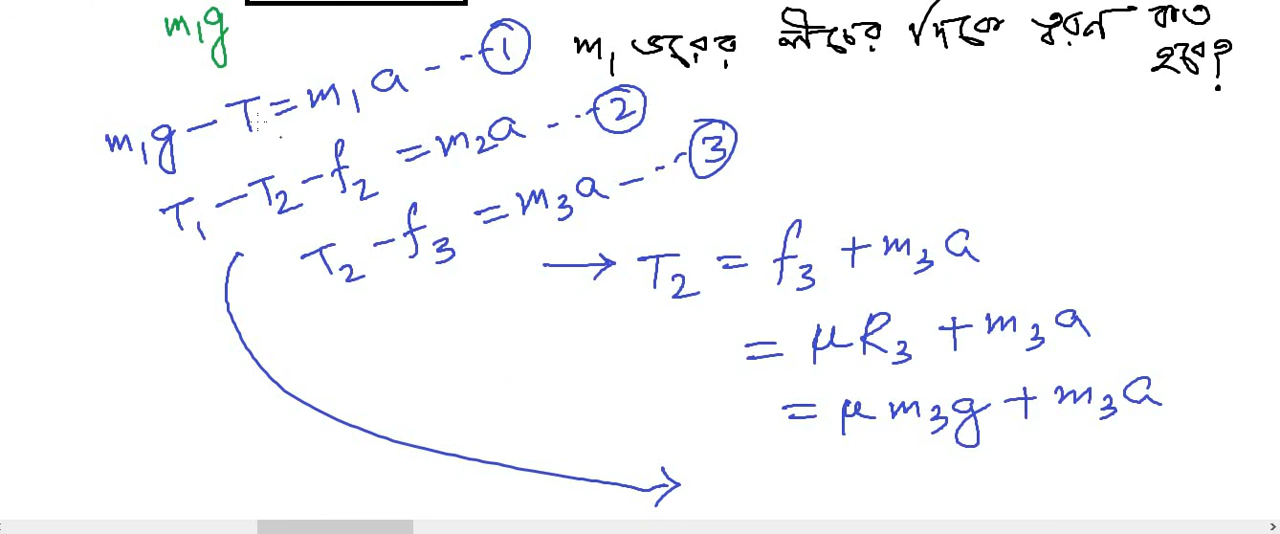 m₁g
m₁ ভরের নীচের দিকে ত্বরন কত
হবে?
m₁g - T = m₁a --- ①
T₁ - T₂ - f₂ = m₂a --- ②
T₂ - f₃ = m₃a --- ③
→ T₂ = f₃ + m₃a
= μR₃ + m₃a
= μm₃g + m₃a